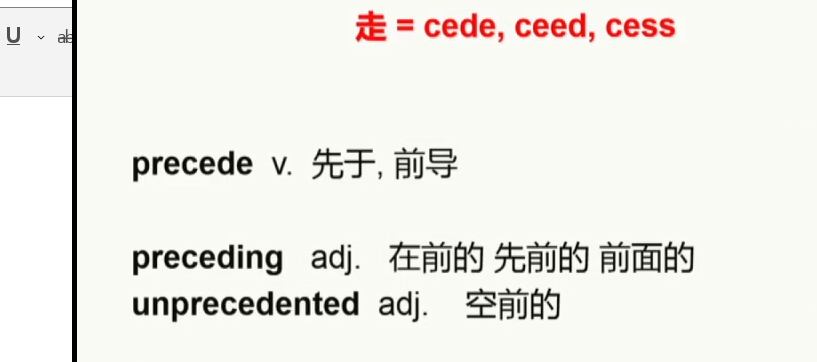 U ab
走 = cede, ceed, cess
precede v. 先于, 前导
preceding adj. 在前的 先前的 前面的
unprecedented adj. 空前的